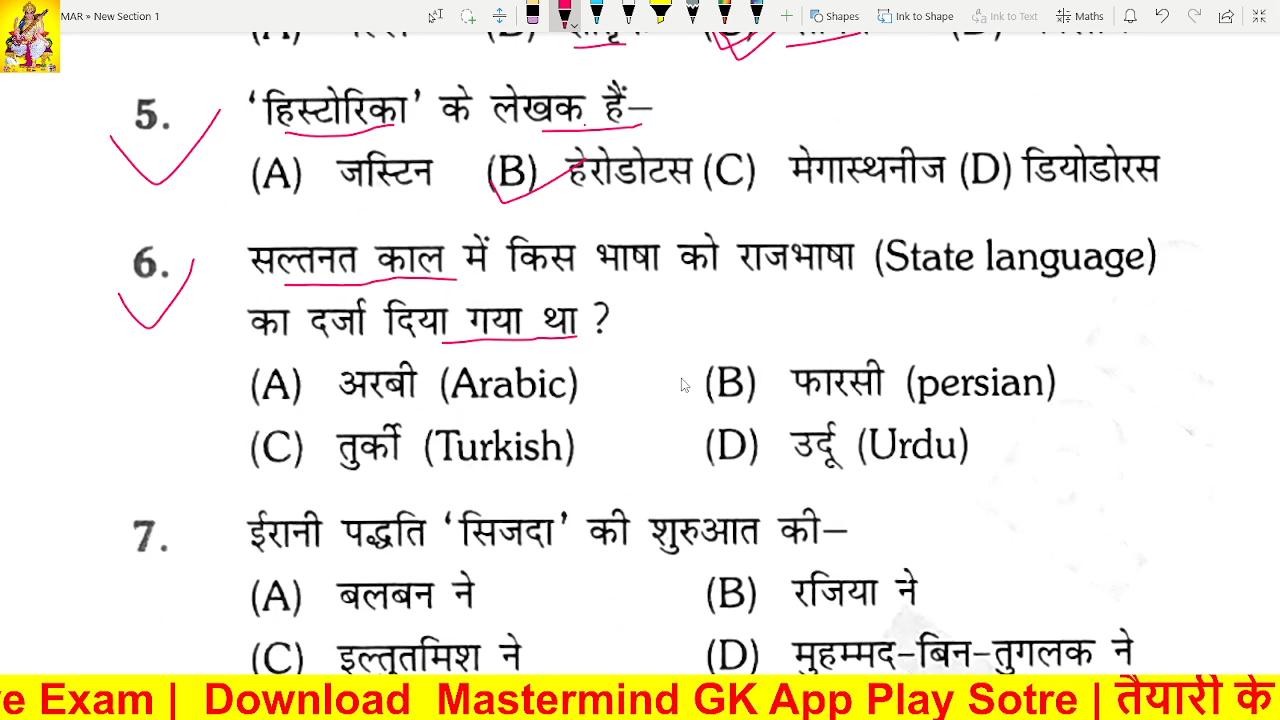 MAR » New Section 1
Shapes Ink to Shape Ink to Text Maths
5. 'हिस्टोरिका' के लेखक हैं–
(A) जस्टिन (B) हेरोडोटस (C) मेगास्थनीज (D) डियोडोरस
6. सल्तनत काल में किस भाषा को राजभाषा (State language)
का दर्जा दिया गया था ?
(A) अरबी (Arabic) (B) फारसी (persian)
(C) तुर्की (Turkish) (D) उर्दू (Urdu)
7. ईरानी पद्धति 'सिजदा' की शुरुआत की–
(A) बलबन ने (B) रजिया ने
(C) इल्तुतमिश ने (D) मुहम्मद-बिन-तुगलक ने
ve Exam | Download Mastermind GK App Play Sotre | तैयारी के